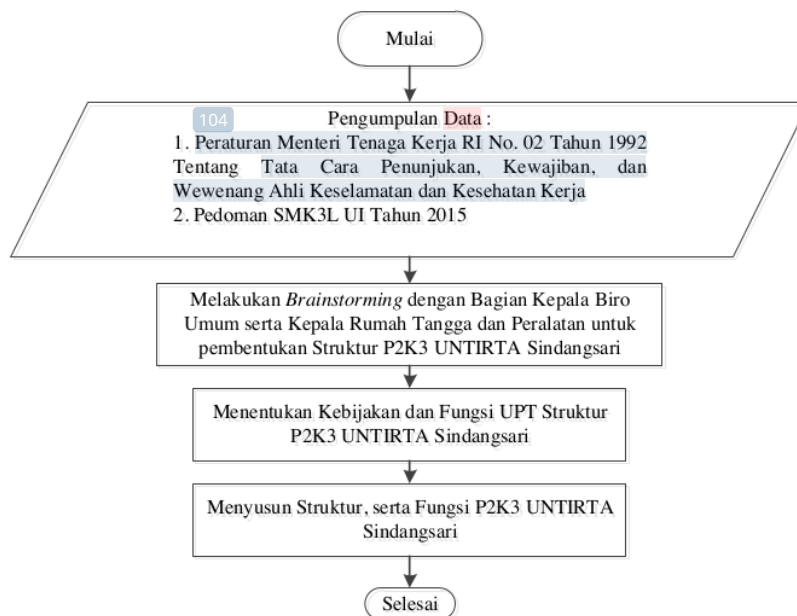 Mulai
104
Pengumpulan Data :
1. Peraturan Menteri Tenaga Kerja RI No. 02 Tahun 1992
Tentang Tata Cara Penunjukan, Kewajiban, dan
Wewenang Ahli Keselamatan dan Kesehatan Kerja
2. Pedoman SMK3L UI Tahun 2015
Melakukan Brainstorming dengan Bagian Kepala Biro
Umum serta Kepala Rumah Tangga dan Peralatan untuk
pembentukan Struktur P2K3 UNTIRTA Sindangsari
Menentukan Kebijakan dan Fungsi UPT Struktur
P2K3 UNTIRTA Sindangsari
Menyusun Struktur, serta Fungsi P2K3 UNTIRTA
Sindangsari
Selesai